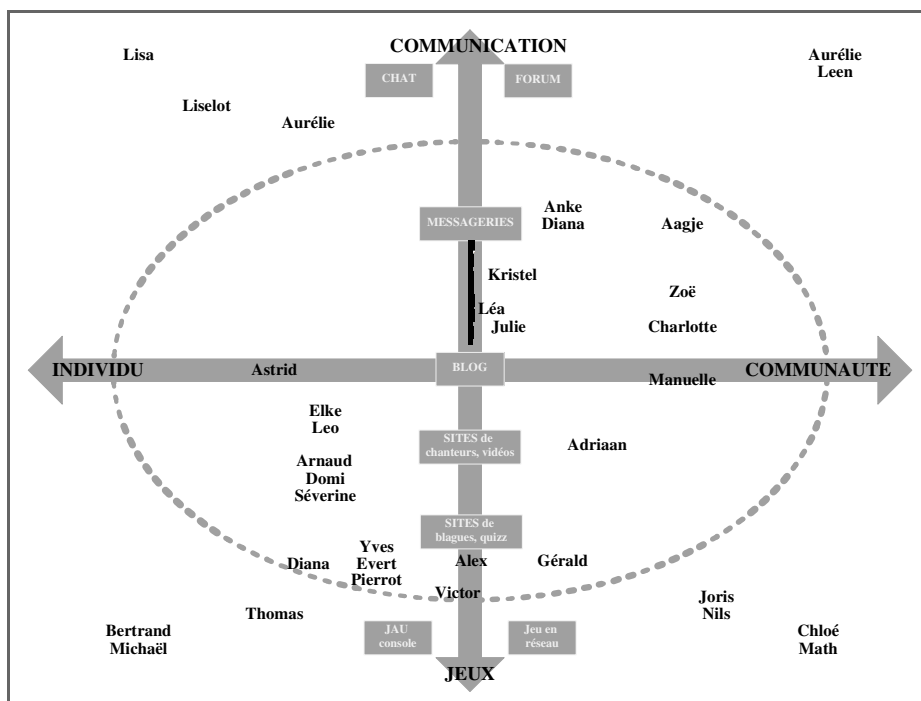 COMMUNICATION
Lisa
Aurélie
Leen
CHAT
FORUM
Liselot
Aurélie
MESSAGERIES
Anke
Diana
Aagje
Kristel
Zoë
Léa
Julie
Charlotte
INDIVIDU
Astrid
BLOG
Manuelle
COMMUNAUTE
Elke
Leo
SITES de
chanteurs, vidéos
Adriaan
Arnaud
Domi
Séverine
SITES de
blagues, quizz
Yves
Evert
Pierrot
Diana
Alex
Gérald
Victor
Thomas
Joris
Nils
Bertrand
Michaël
JAU
console
Jeu en
réseau
Chloé
Math
JEUX